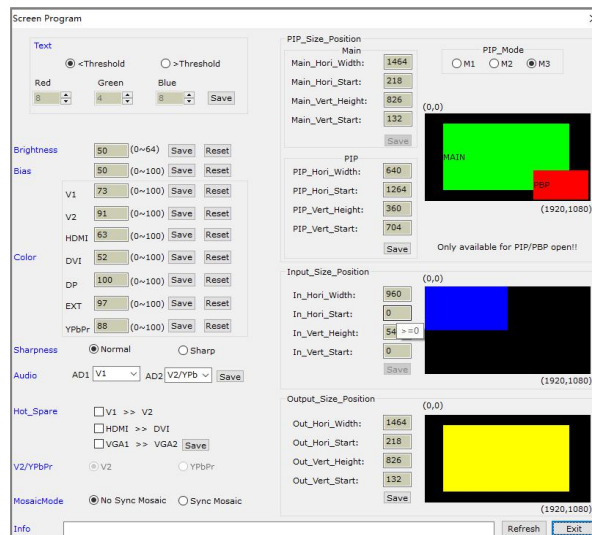 Screen Program
Text
<Threshold >Threshold
Red Green Blue
8 4 8 Save
Brightness 50 (0~64) Save Reset
Bias 50 (0~100) Save Reset
Color
V1 73 (0~100) Save Reset
V2 91 (0~100) Save Reset
HDMI 63 (0~100) Save Reset
DVI 52 (0~100) Save Reset
DP 100 (0~100) Save Reset
EXT 97 (0~100) Save Reset
YPbPr 88 (0~100) Save Reset
Sharpness Normal Sharp
Audio AD1 V1 AD2 V2/YPb Save
Hot_Spare V1 >> V2
HDMI >> DVI
VGA1 >> VGA2 Save
V2/YPbPr V2 YPbPr
MosaicMode No Sync Mosaic Sync Mosaic
Info
PIP_Size_Position
Main
Main_Hori_Width: 1464
Main_Hori_Start: 218
Main_Vert_Height: 826
Main_Vert_Start: 132
Save
PIP
PIP_Hori_Width: 640
PIP_Hori_Start: 1264
PIP_Vert_Height: 360
PIP_Vert_Start: 704
Save
PIP_Mode
M1 M2 M3
(0,0)
MAIN
PBP
(1920,1080)
Only available for PIP/PBP open!!
Input_Size_Position
In_Hori_Width: 960
In_Hori_Start: 0
In_Vert_Height: 54
>=0
In_Vert_Start: 0
Save
(0,0)
(1920,1080)
Output_Size_Position
Out_Hori_Width: 1464
Out_Hori_Start: 218
Out_Vert_Height: 826
Out_Vert_Start: 132
Save
(0,0)
(1920,1080)
Refresh Exit